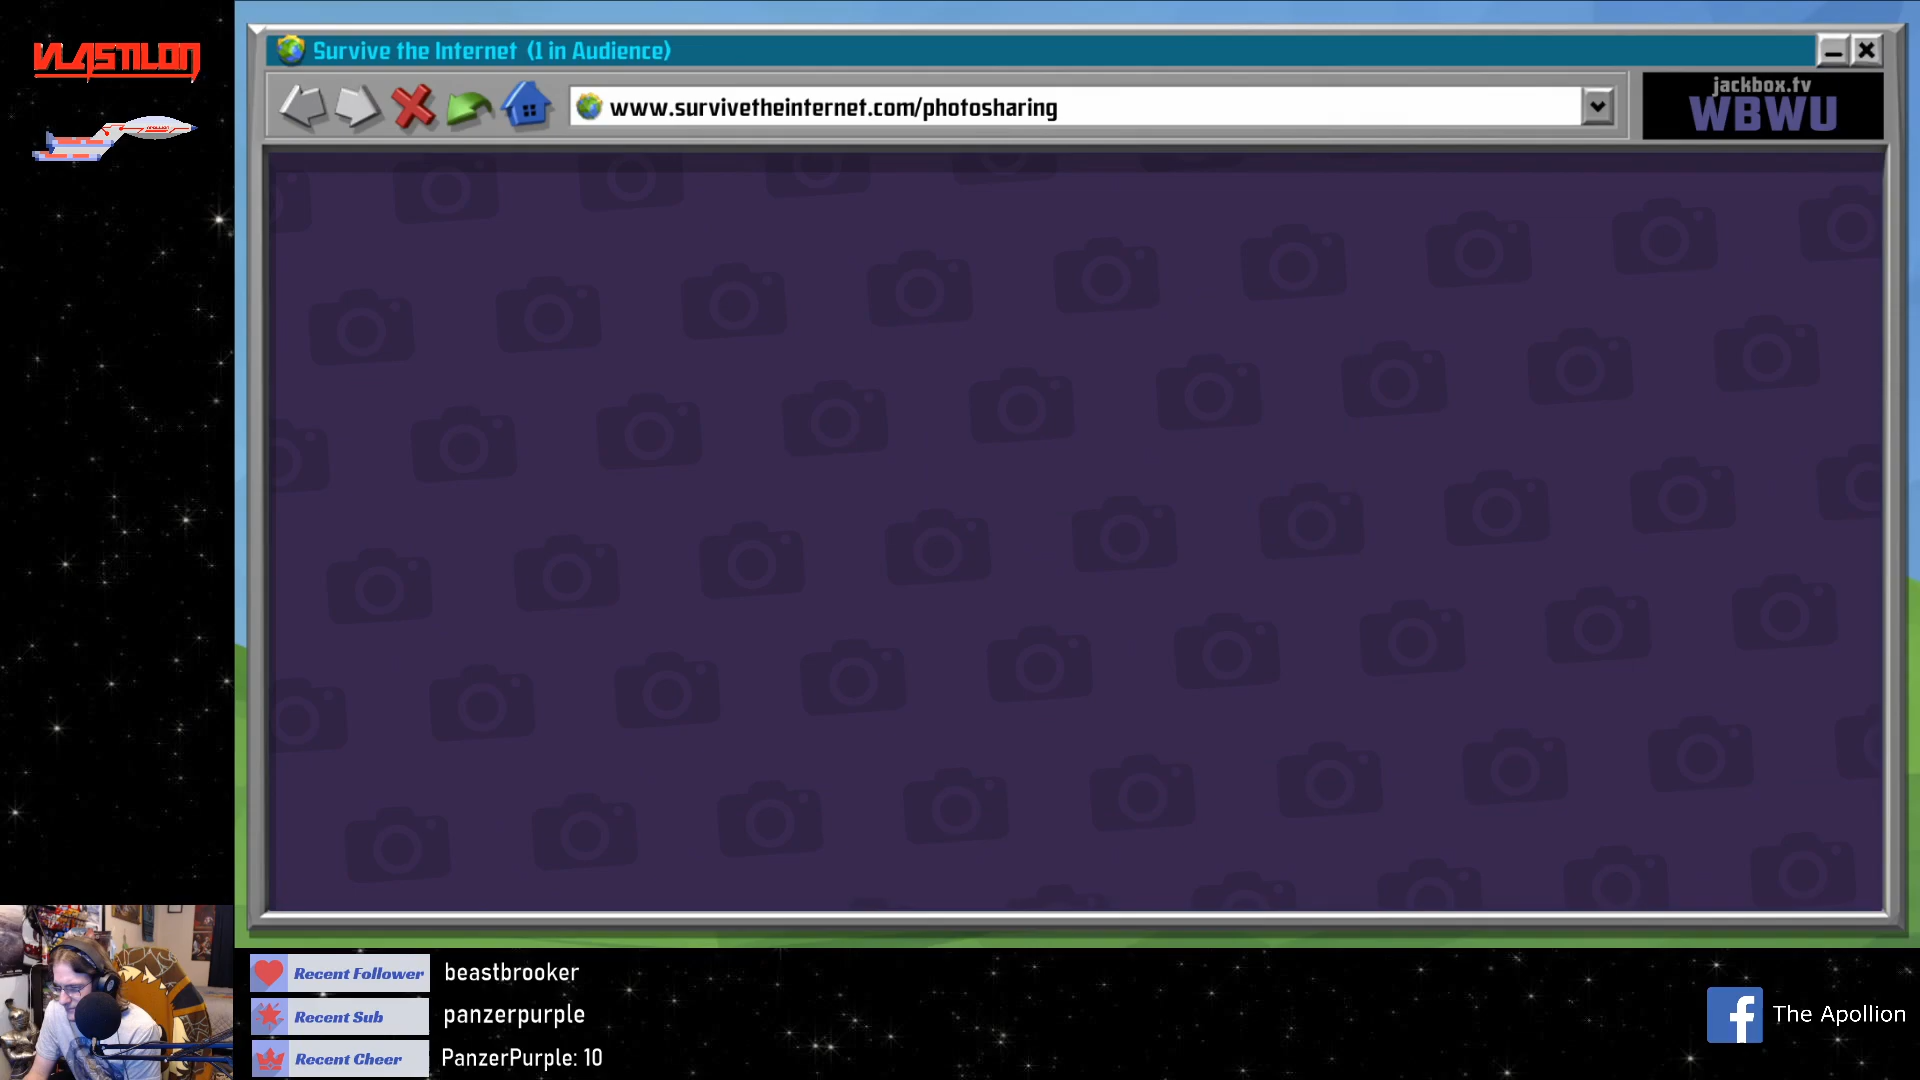 VLASTILON
Survive the Internet (1 in Audience)
www.survivetheinternet.com/photosharing
jackbox.tv
WBWU
Recent Follower
beastbrooker
Recent Sub
panzerpurple
Recent Cheer
PanzerPurple: 10
The Apollion